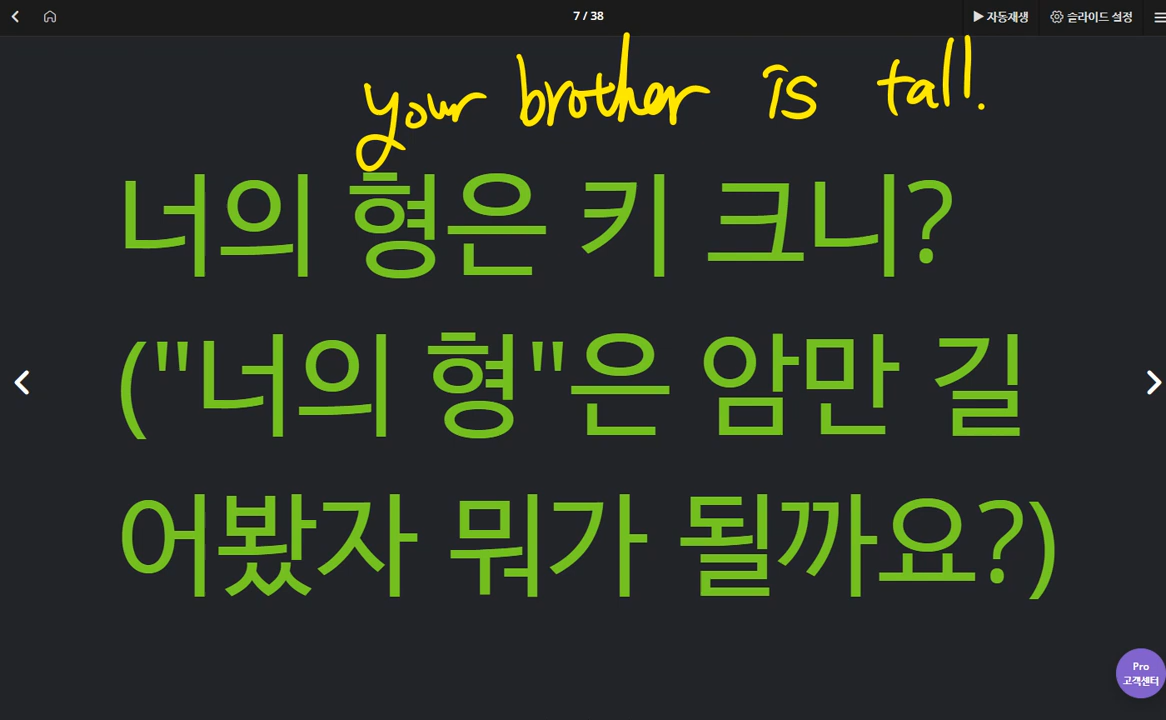 7 / 38
▶ 자동재생
슬라이드 설정
your brother is tall.
너의 형은 키 크니?
("너의 형"은 암만 길
어봤자 뭐가 될까요?)
Pro
고객센터